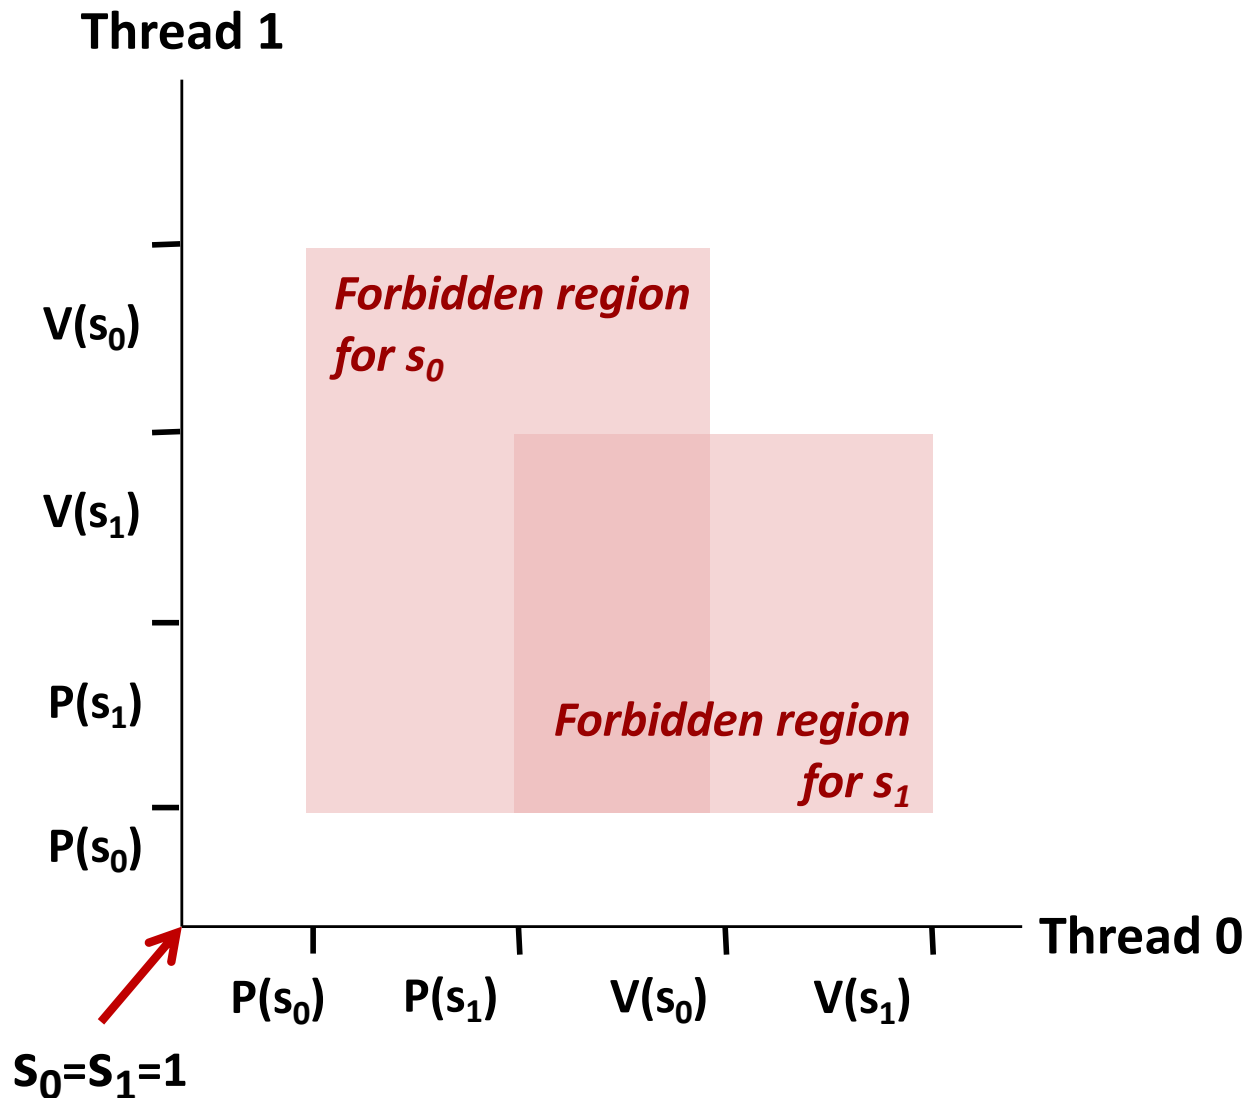 Thread 1
V(s₀)
V(s₁)
P(s₁)
P(s₀)
Forbidden region
for s₀
Forbidden region
for s₁
Thread 0
P(s₀)
P(s₁)
V(s₀)
V(s₁)
s₀=s₁=1